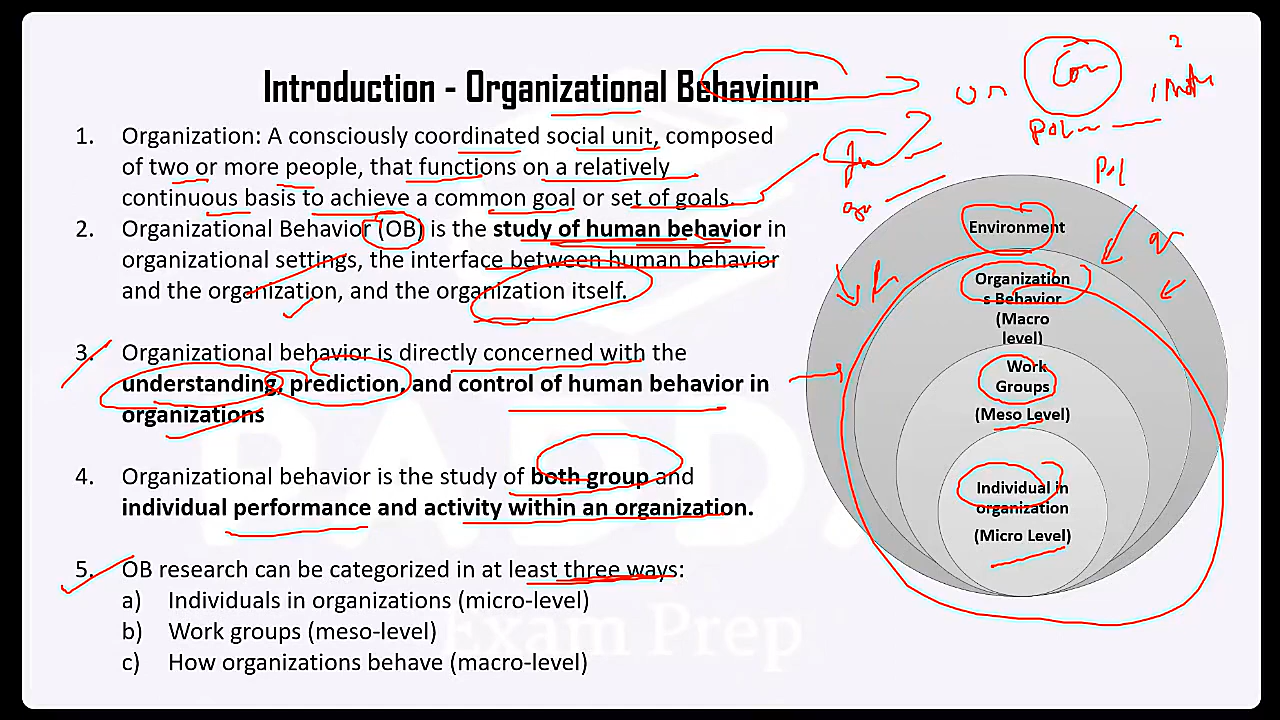 Introduction - Organizational Behaviour
1. Organization: A consciously coordinated social unit, composed
of two or more people, that functions on a relatively
continuous basis to achieve a common goal or set of goals.
2. Organizational Behavior (OB) is the study of human behavior in
organizational settings, the interface between human behavior
and the organization, and the organization itself.
3. Organizational behavior is directly concerned with the
understanding, prediction, and control of human behavior in
organizations
4. Organizational behavior is the study of both group and
individual performance and activity within an organization.
5. OB research can be categorized in at least three ways:
a) Individuals in organizations (micro-level)
b) Work groups (meso-level)
c) How organizations behave (macro-level)
Environment
Organization
s Behavior
(Macro
level)
Work
Groups
(Meso Level)
Individual in
organization
(Micro Level)
Exam Prep